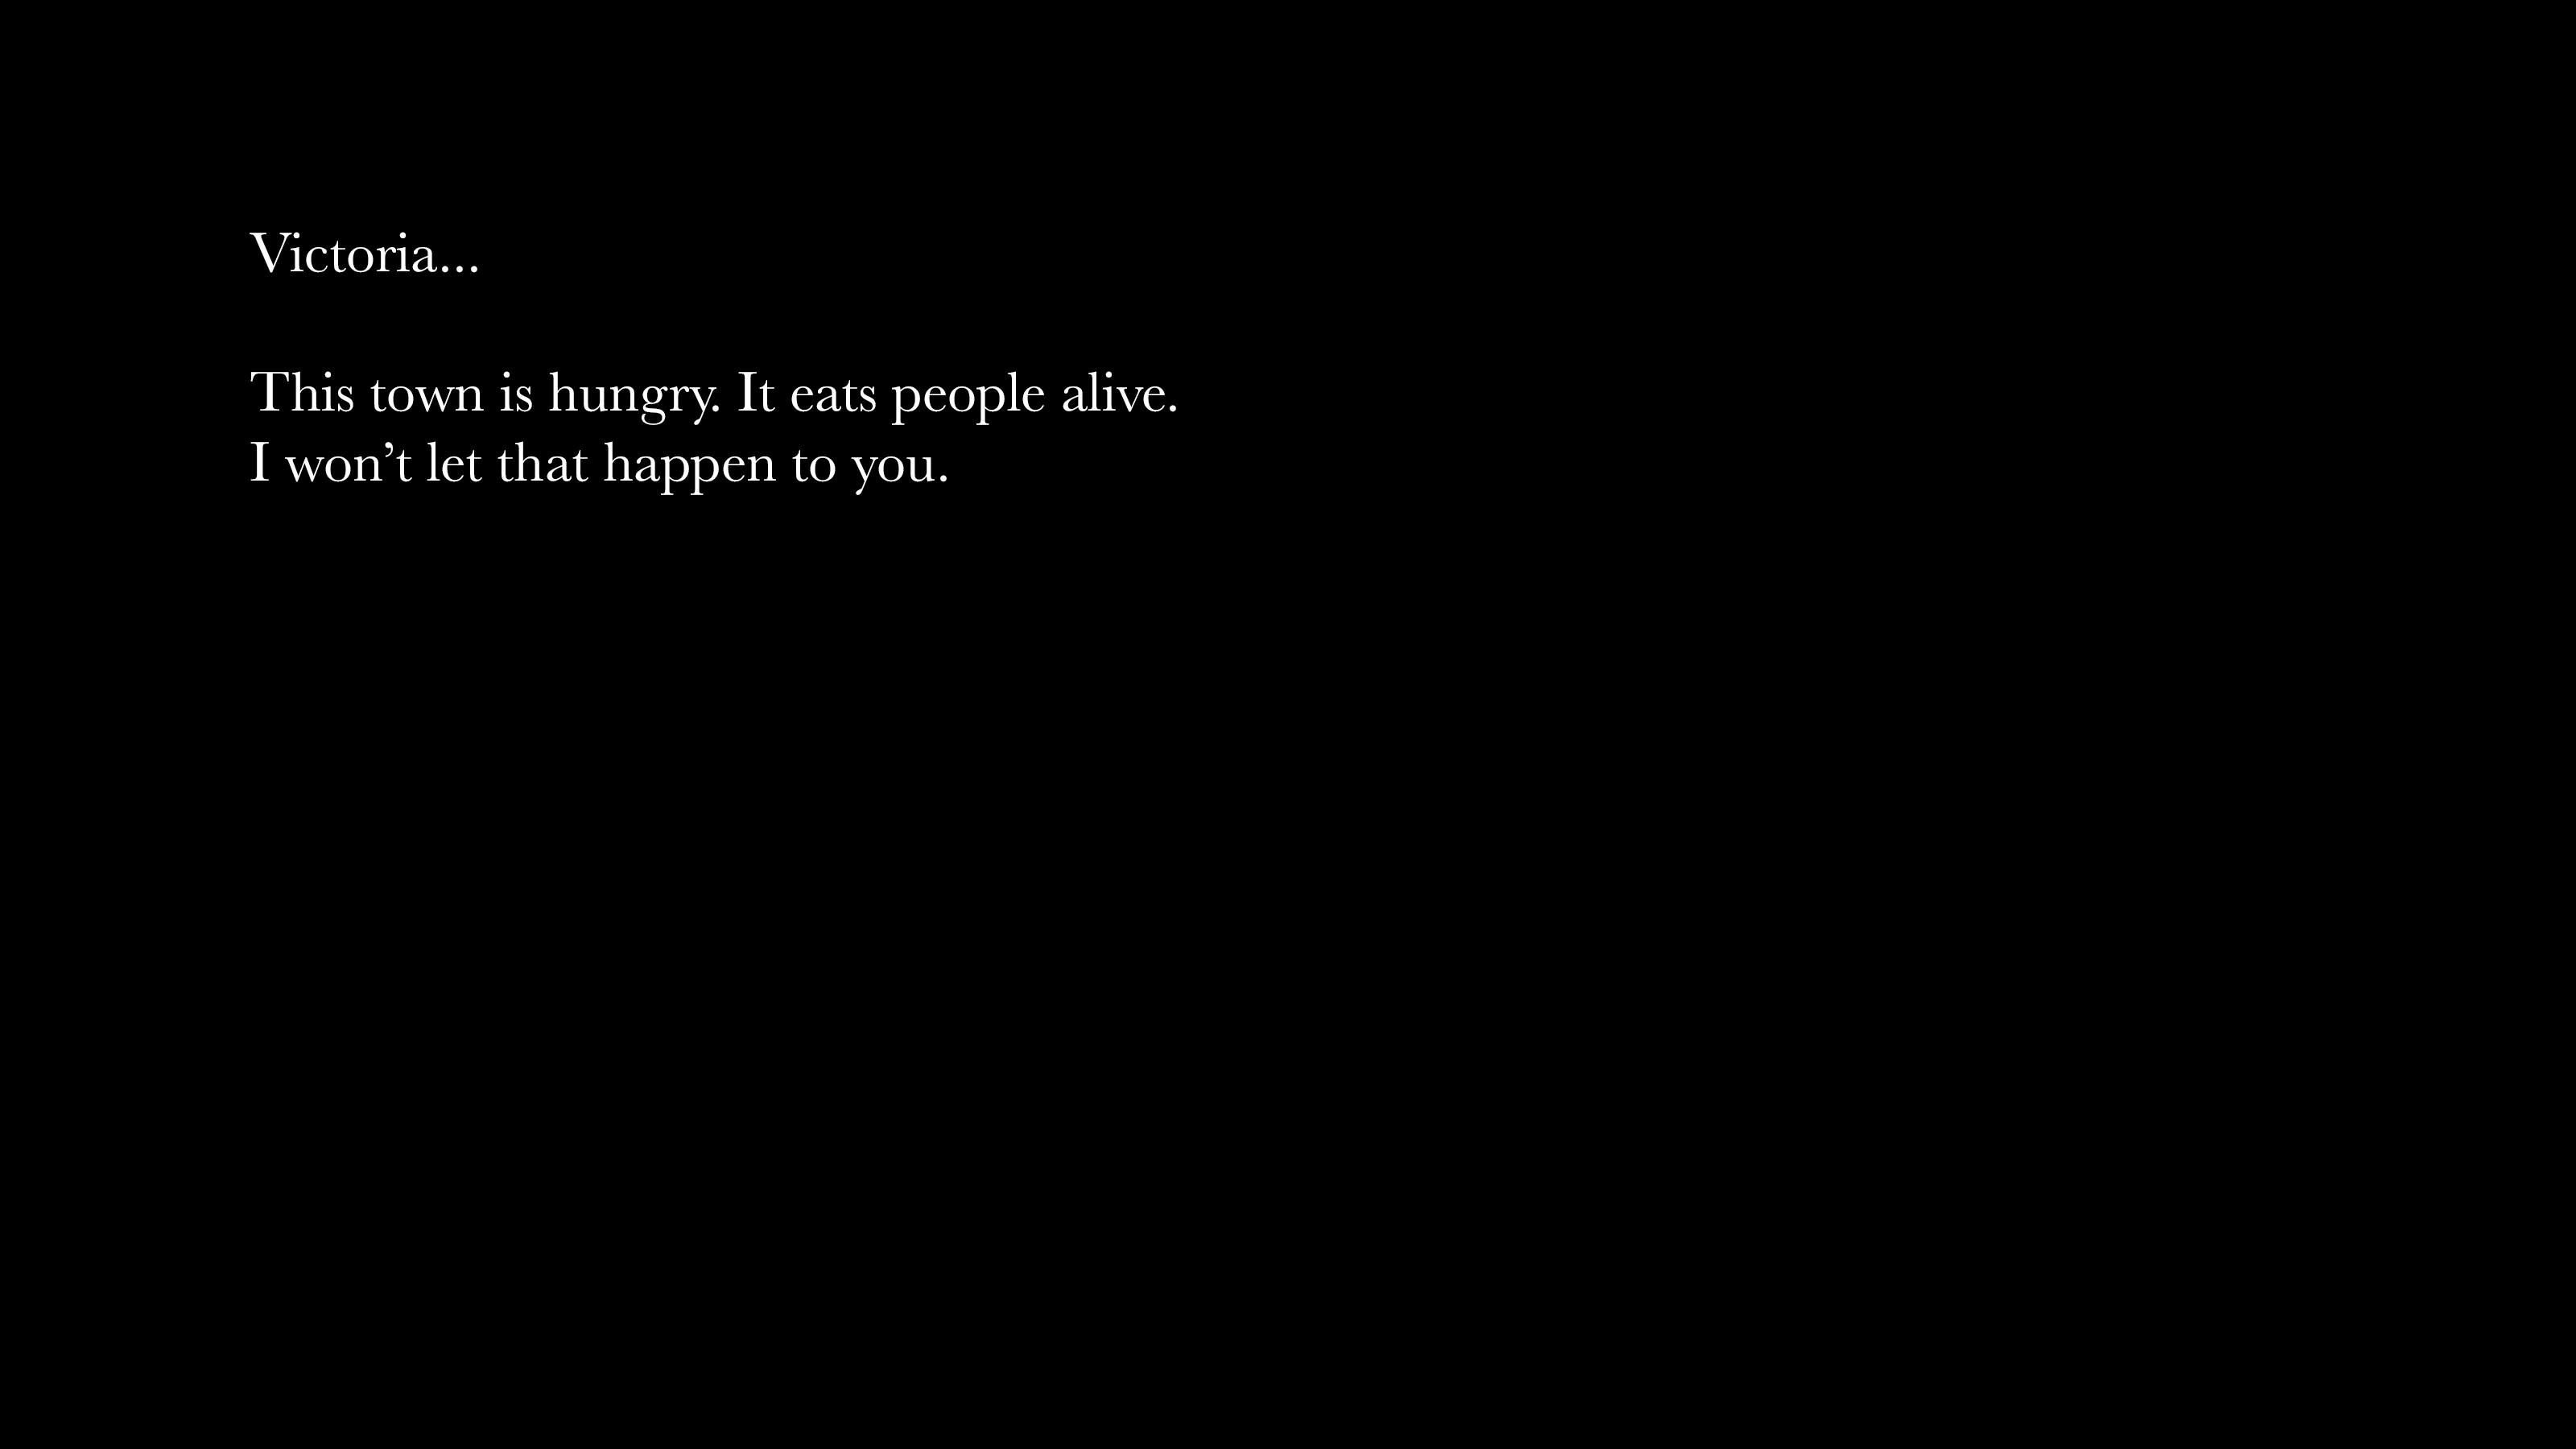 Victoria...
This town is hungry. It eats people alive.
I won’t let that happen to you.